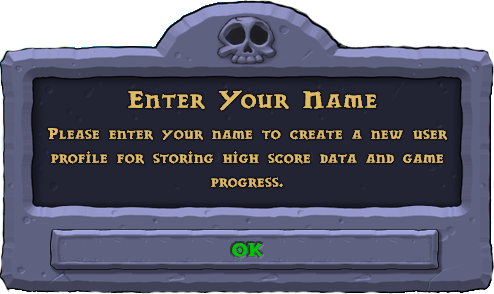 Enter Your Name
Please enter your name to create a new user
profile for storing high score data and game
progress.
OK